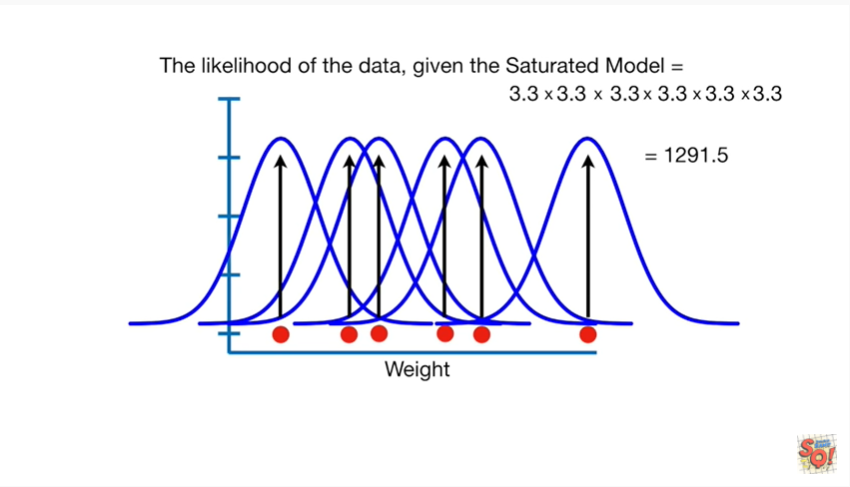 The likelihood of the data, given the Saturated Model =
3.3 x 3.3 x 3.3 x 3.3 x 3.3 x 3.3
= 1291.5
Weight
SQ!